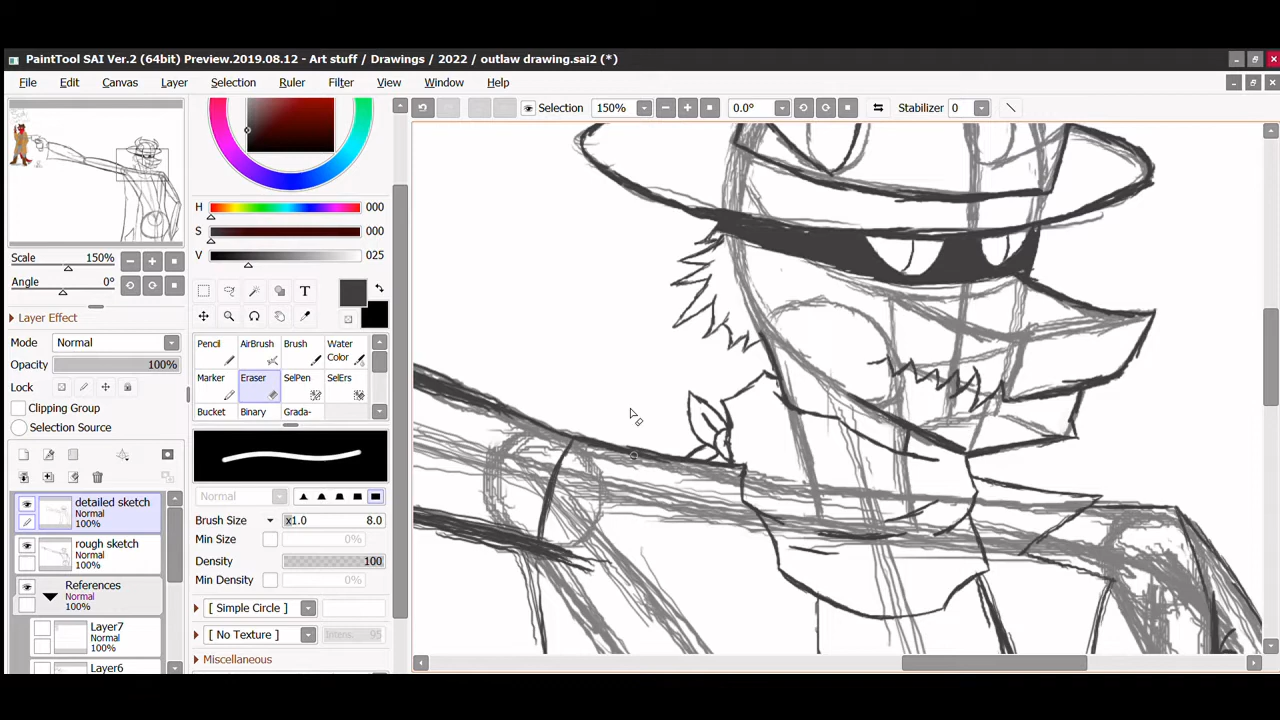 PaintTool SAI Ver.2 (64bit) Preview.2019.08.12 - Art stuff / Drawings / 2022 / outlaw drawing.sai2 (*)
File Edit Canvas Layer Selection Ruler Filter View Window Help
Selection 150% 0.0° Stabilizer 0
H 000
S 000
V 025
Scale 150%
Angle 0°
Layer Effect
Mode Normal
Opacity 100%
Lock
Clipping Group
Selection Source
T
Pencil AirBrush Brush Water Color
Marker Eraser SelPen SelErs
Bucket Binary Grada-
Normal
Brush Size x1.0 8.0
Min Size 0%
Density 100
Min Density 0%
[ Simple Circle ]
[ No Texture ] Intens. 95
Miscellaneous
detailed sketch
Normal
100%
rough sketch
Normal
100%
References
Normal
100%
Layer7
Normal
100%
Layer6
Normal